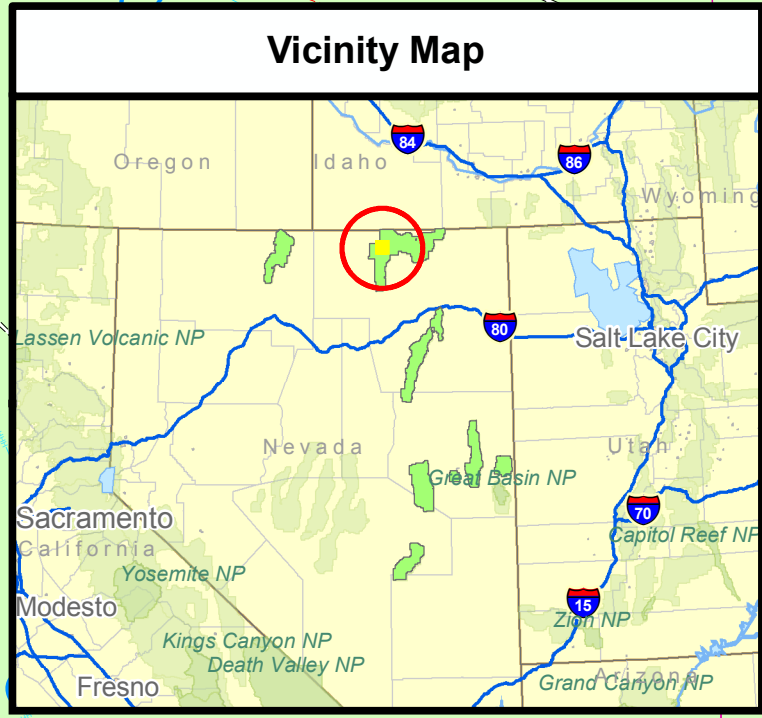 Vicinity Map
84
86
Oregon
Idaho
Wyoming
80
Lassen Volcanic NP
Salt Lake City
Nevada
Utah
Great Basin NP
70
Sacramento
Capitol Reef NP
California
Yosemite NP
15
Modesto
Zion NP
Kings Canyon NP
Death Valley NP
Arizona
Fresno
Grand Canyon NP